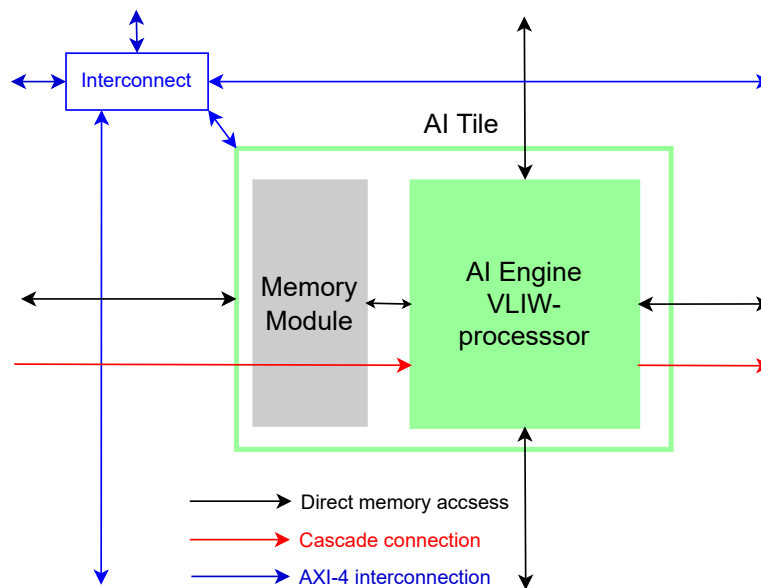 Interconnect
AI Tile
Memory
Module
AI Engine
VLIW-
processsor
Direct memory accsess
Cascade connection
AXI-4 interconnection